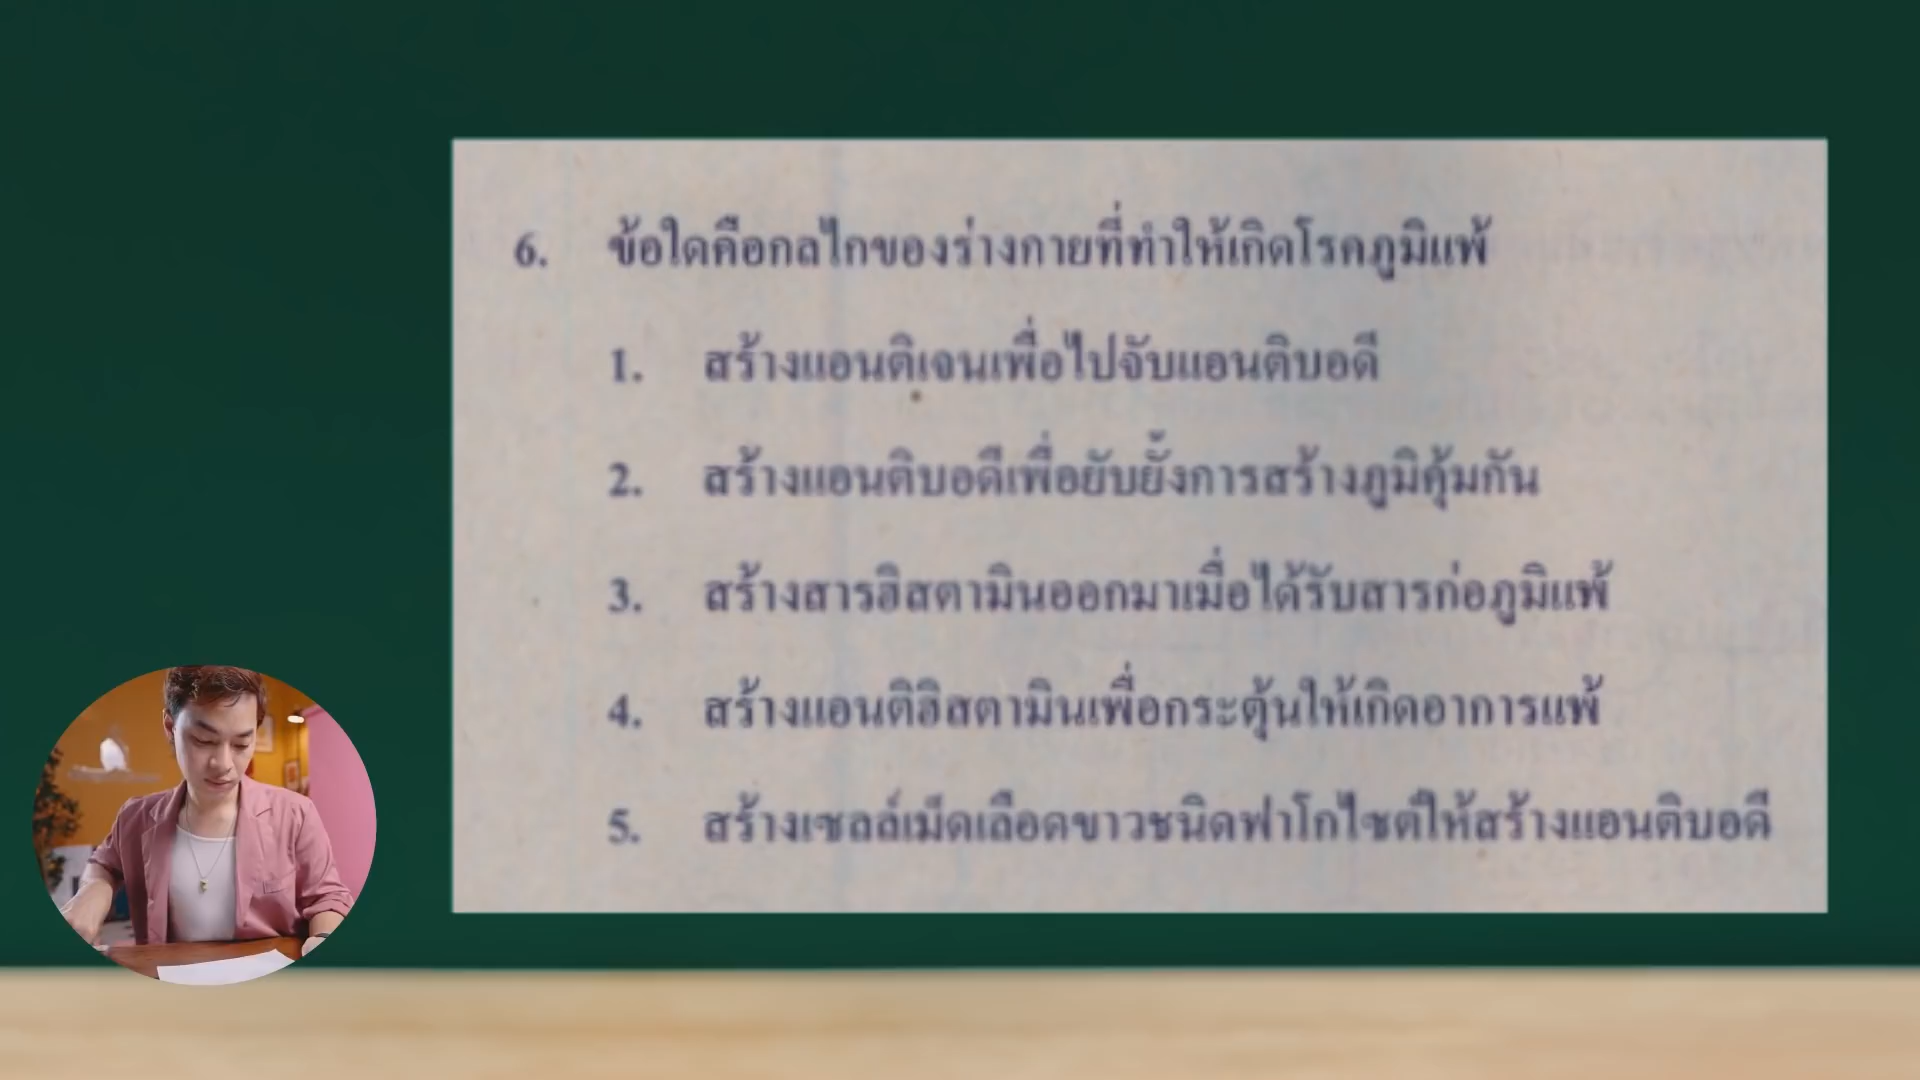 6. ข้อใดคือกลไกของร่างกายที่ทำให้เกิดโรคภูมิแพ้
1. สร้างแอนติเจนเพื่อไปจับแอนติบอดี
2. สร้างแอนติบอดีเพื่อยับยั้งการสร้างภูมิคุ้มกัน
3. สร้างสารฮิสตามินออกมาเมื่อได้รับสารก่อภูมิแพ้
4. สร้างแอนติฮิสตามินเพื่อกระตุ้นให้เกิดอาการแพ้
5. สร้างเซลล์เม็ดเลือดขาวชนิดฟาโกไซต์ให้สร้างแอนติบอดี